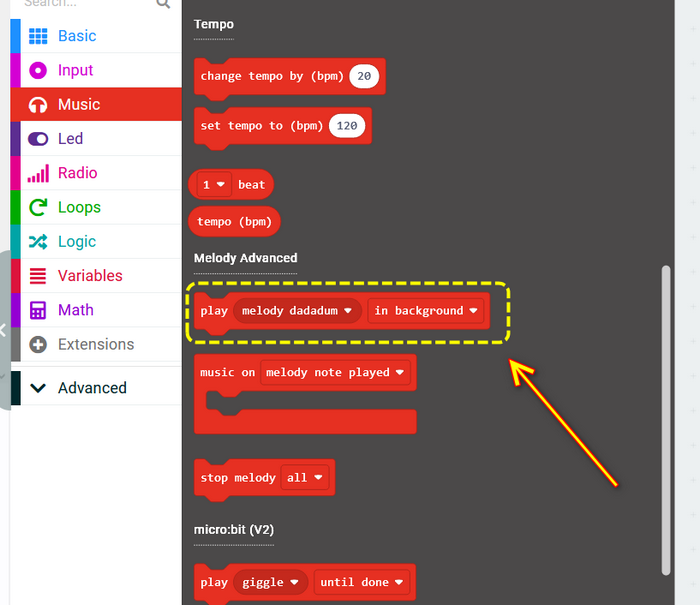 Search...
Basic
Input
Music
Led
Radio
Loops
Logic
Variables
Math
Extensions
Advanced
Tempo
change tempo by (bpm) 20
set tempo to (bpm) 120
1 beat
tempo (bpm)
Melody Advanced
play melody dadadum in background
music on melody note played
stop melody all
micro:bit (V2)
play giggle until done